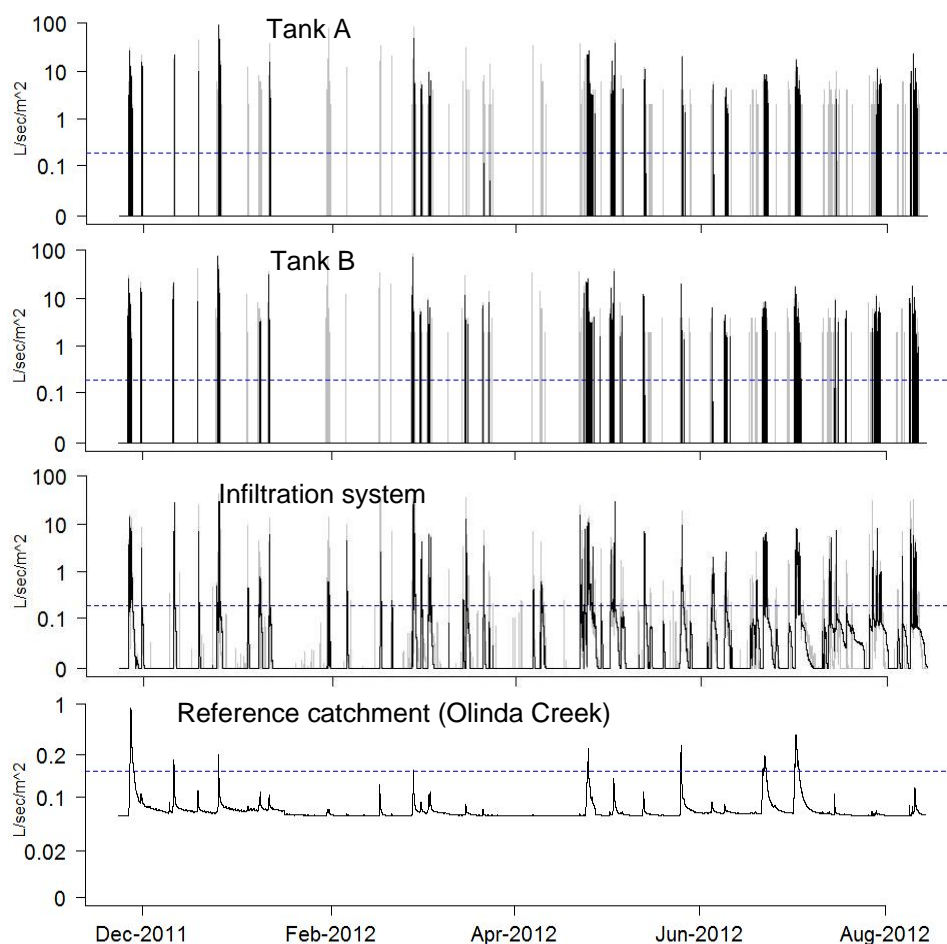 Tank A
100
10
1
0.1
0
L/sec/m^2
Tank B
100
10
1
0.1
0
L/sec/m^2
Infiltration system
100
10
1
0.1
0
L/sec/m^2
Reference catchment (Olinda Creek)
1
0.2
0.1
0.02
0
L/sec/m^2
Dec-2011 Feb-2012 Apr-2012 Jun-2012 Aug-2012